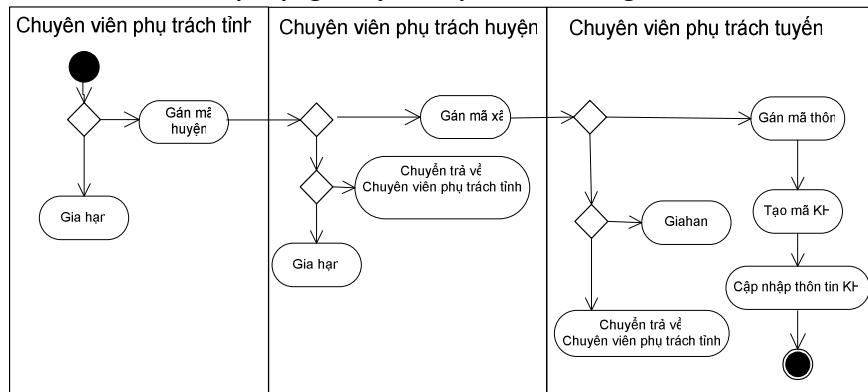 Chuyên viên phụ trách tỉnh
Chuyên viên phụ trách huyện
Chuyên viên phụ trách tuyến
Gán mã
huyện
Gia hạn
Gán mã xã
Chuyển trả về
Chuyên viên phụ trách tỉnh
Gia hạn
Gán mã thôn
Giahan
Tạo mã KH
Cập nhập thôn tin KH
Chuyển trả về
Chuyên viên phụ trách tỉnh